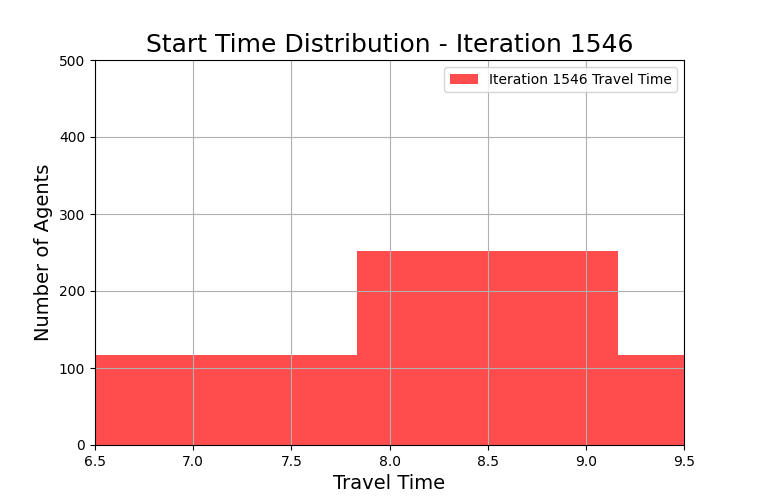 Start Time Distribution - Iteration 1546
Iteration 1546 Travel Time
Number of Agents
500
400
300
200
100
0
6.5 7.0 7.5 8.0 8.5 9.0 9.5
Travel Time